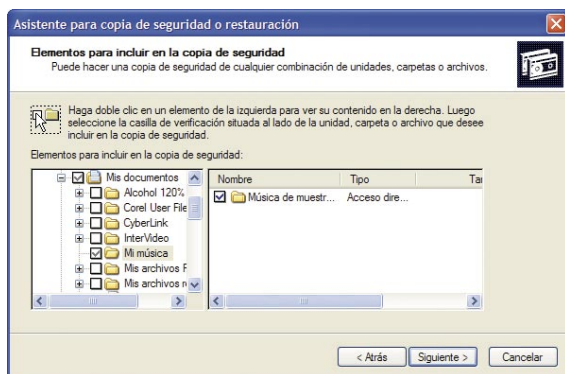 Asistente para copia de seguridad o restauración
Elementos para incluir en la copia de seguridad
Puede hacer una copia de seguridad de cualquier combinación de unidades, carpetas o archivos.
Haga doble clic en un elemento de la izquierda para ver su contenido en la derecha. Luego
seleccione la casilla de verificación situada al lado de la unidad, carpeta o archivo que desee
incluir en la copia de seguridad.
Elementos para incluir en la copia de seguridad:
Mis documentos
Alcohol 120%
Corel User File
CyberLink
InterVideo
Mi música
Mis archivos F
Mis archivos r
Nombre Tipo Ta
Música de muestr... Acceso dire...
< Atrás Siguiente > Cancelar